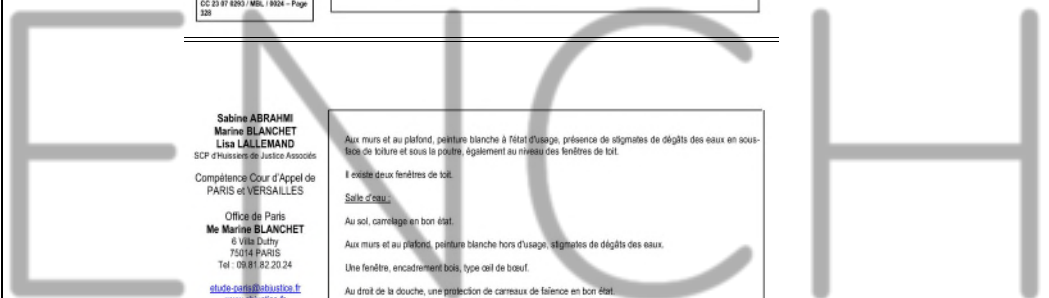 CC 23 07 8293 / MBL / 0024 – Page
328
Sabine ABRAHMI
Marine BLANCHET
Lisa LALLEMAND
SCP d'Huissiers de Justice Associés
Compétence Cour d'Appel de
PARIS et VERSAILLES
Office de Paris
Me Marine BLANCHET
6 Villa Duthy
75014 PARIS
Tel : 09.81.82.20.24
etude-paris@abjustice.fr
www.abjustice.fr
Aux murs et au plafond, peinture blanche à l'état d'usage, présence de stigmates de dégâts des eaux en sous-
face de toiture et sous la poutre, également au niveau des fenêtres de toit.
Il existe deux fenêtres de toit.
Salle d'eau :
Au sol, carrelage en bon état.
Aux murs et au plafond, peinture blanche hors d'usage, stigmates de dégâts des eaux.
Une fenêtre, encadrement bois, type œil de bœuf.
Au droit de la douche, une protection de carreaux de faïence en bon état.
ENCH